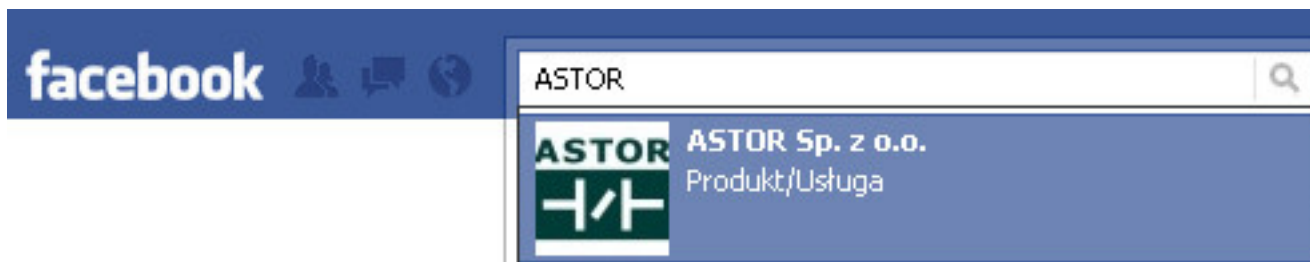 facebook
ASTOR
ASTOR
ASTOR Sp. z o.o.
Produkt/Usługa